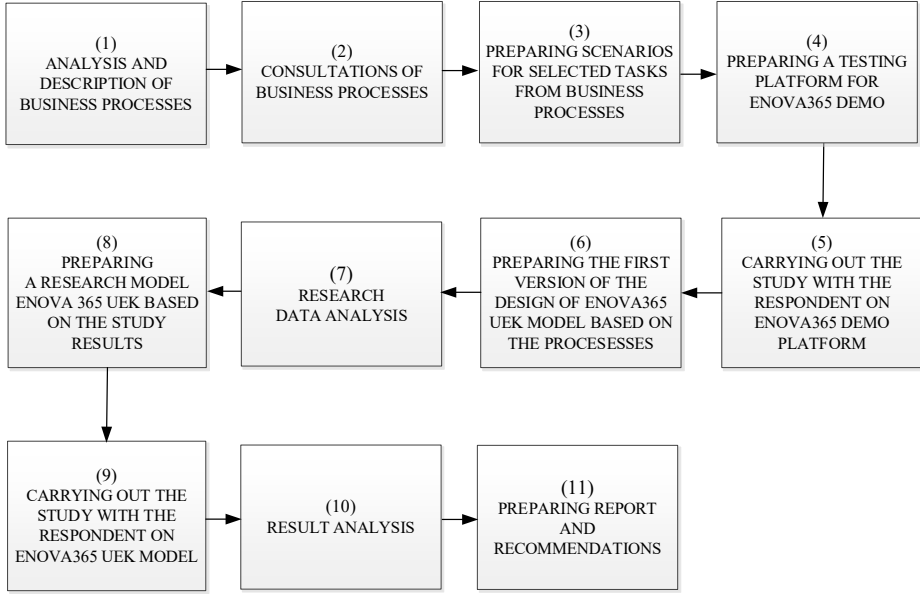 (1)
ANALYSIS AND
DESCRIPTION OF
BUSINESS PROCESSES
(2)
CONSULTATIONS OF
BUSINESS PROCESSES
(3)
PREPARING SCENARIOS
FOR SELECTED TASKS
FROM BUSINESS
PROCESSES
(4)
PREPARING A TESTING
PLATFORM FOR
ENOVA365 DEMO
(5)
CARRYING OUT THE
STUDY WITH THE
RESPONDENT ON
ENOVA365 DEMO
PLATFORM
(6)
PREPARING THE FIRST
VERSION OF THE
DESIGN OF ENOVA365
UEK MODEL BASED ON
THE PROCESESSES
(7)
RESEARCH
DATA ANALYSIS
(8)
PREPARING
A RESEARCH MODEL
ENOVA 365 UEK BASED
ON THE STUDY
RESULTS
(9)
CARRYING OUT THE
STUDY WITH THE
RESPONDENT ON
ENOVA365 UEK MODEL
(10)
RESULT ANALYSIS
(11)
PREPARING REPORT
AND
RECOMMENDATIONS